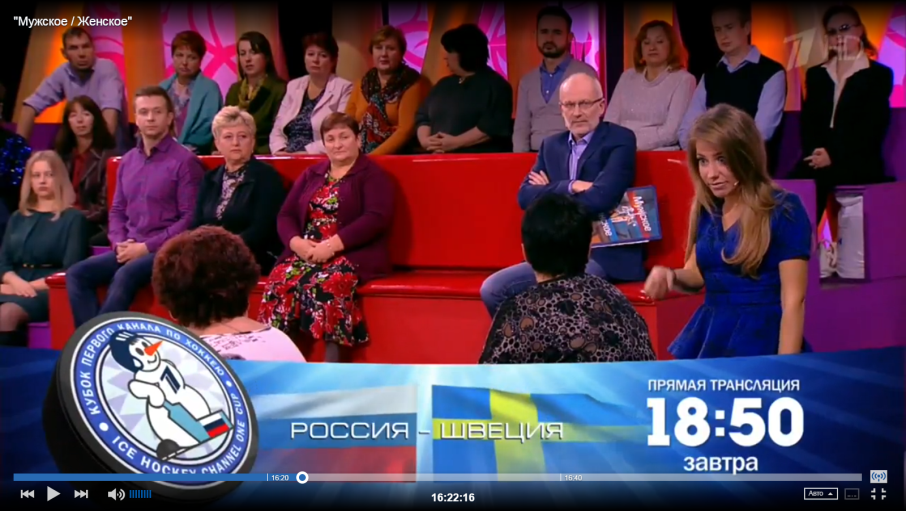 "Мужское / Женское"
1 HD
Мужское
КУБОК ПЕРВОГО КАНАЛА ПО ХОККЕЮ
ICE HOCKEY CHANNEL ONE CUP
РОССИЯ - ШВЕЦИЯ
ПРЯМАЯ ТРАНСЛЯЦИЯ
18:50
завтра
16:20
16:40
16:22:16
Авто